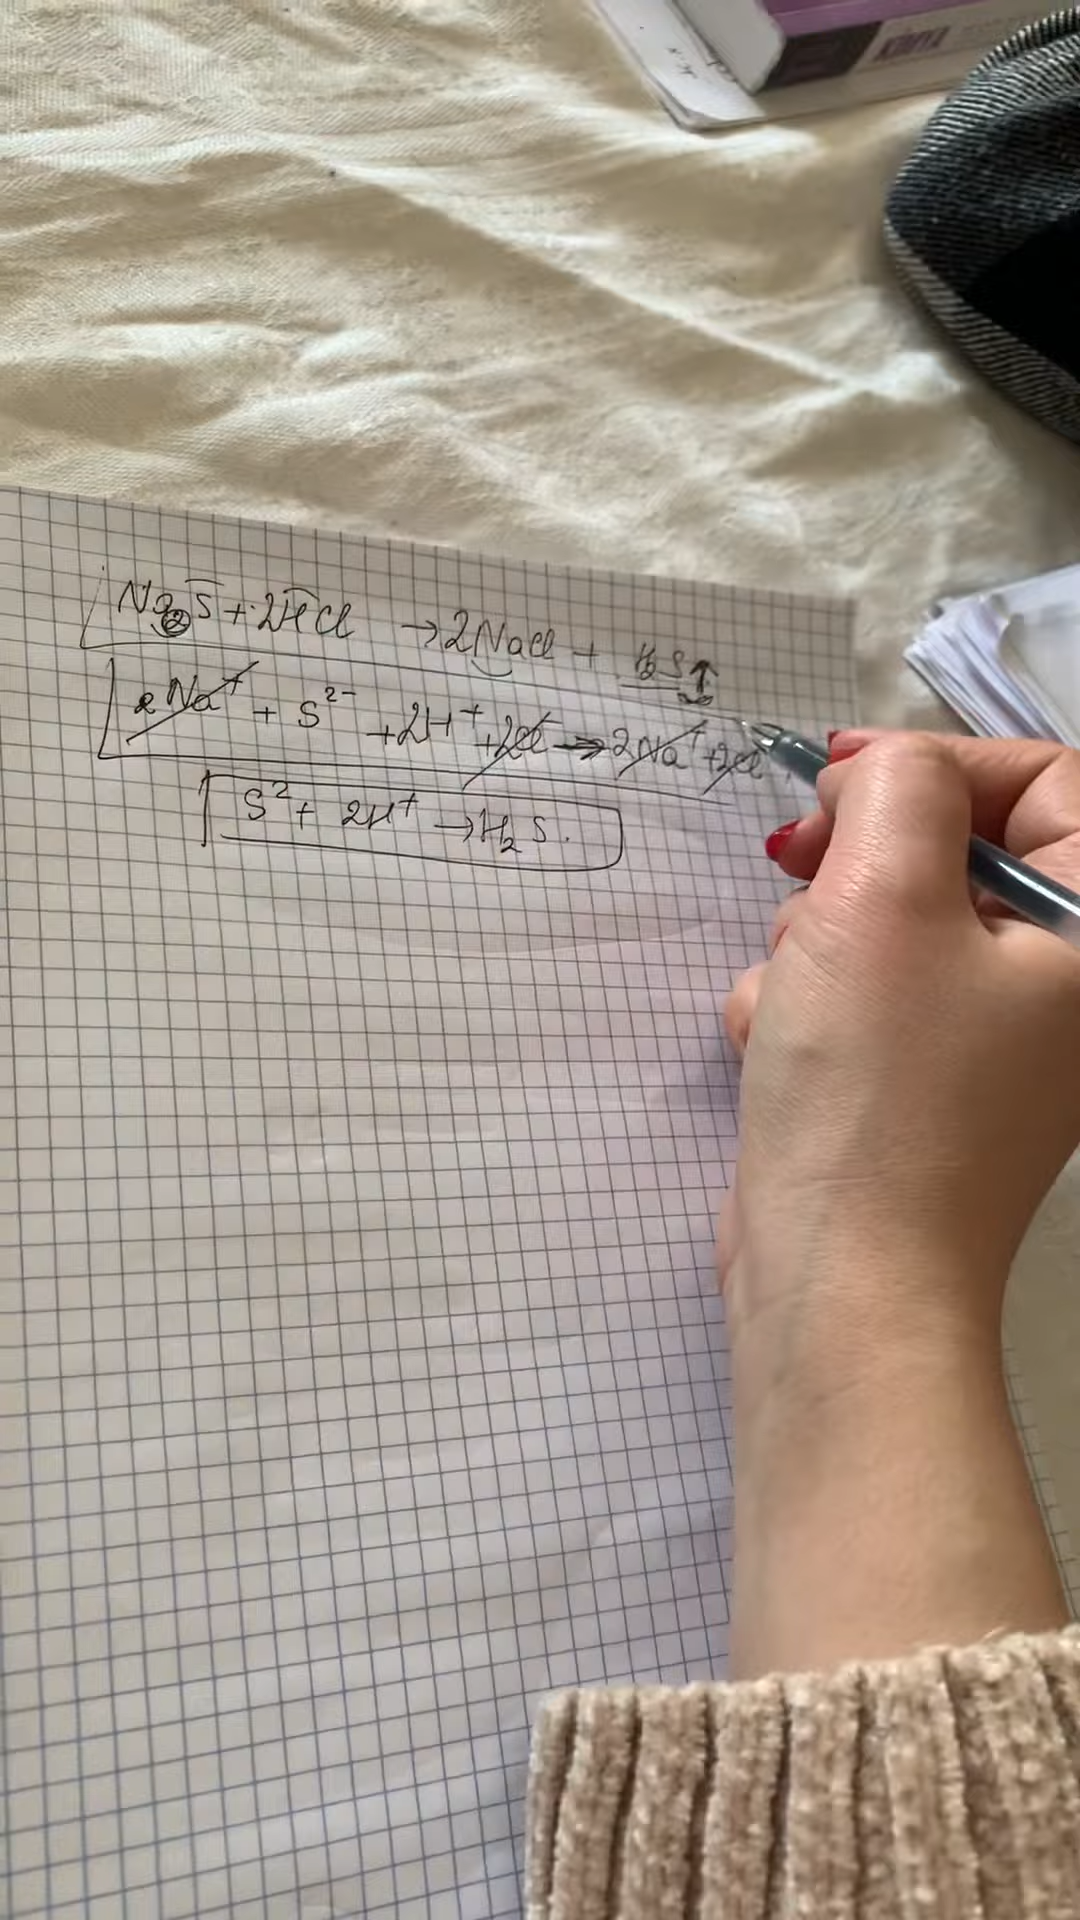 Na₂S + 2HCl → 2NaCl + H₂S↑
2Na⁺ + S²⁻ + 2H⁺ + 2Cl⁻ → 2Na⁺ + 2Cl⁻
S² + 2H⁺ → H₂S.